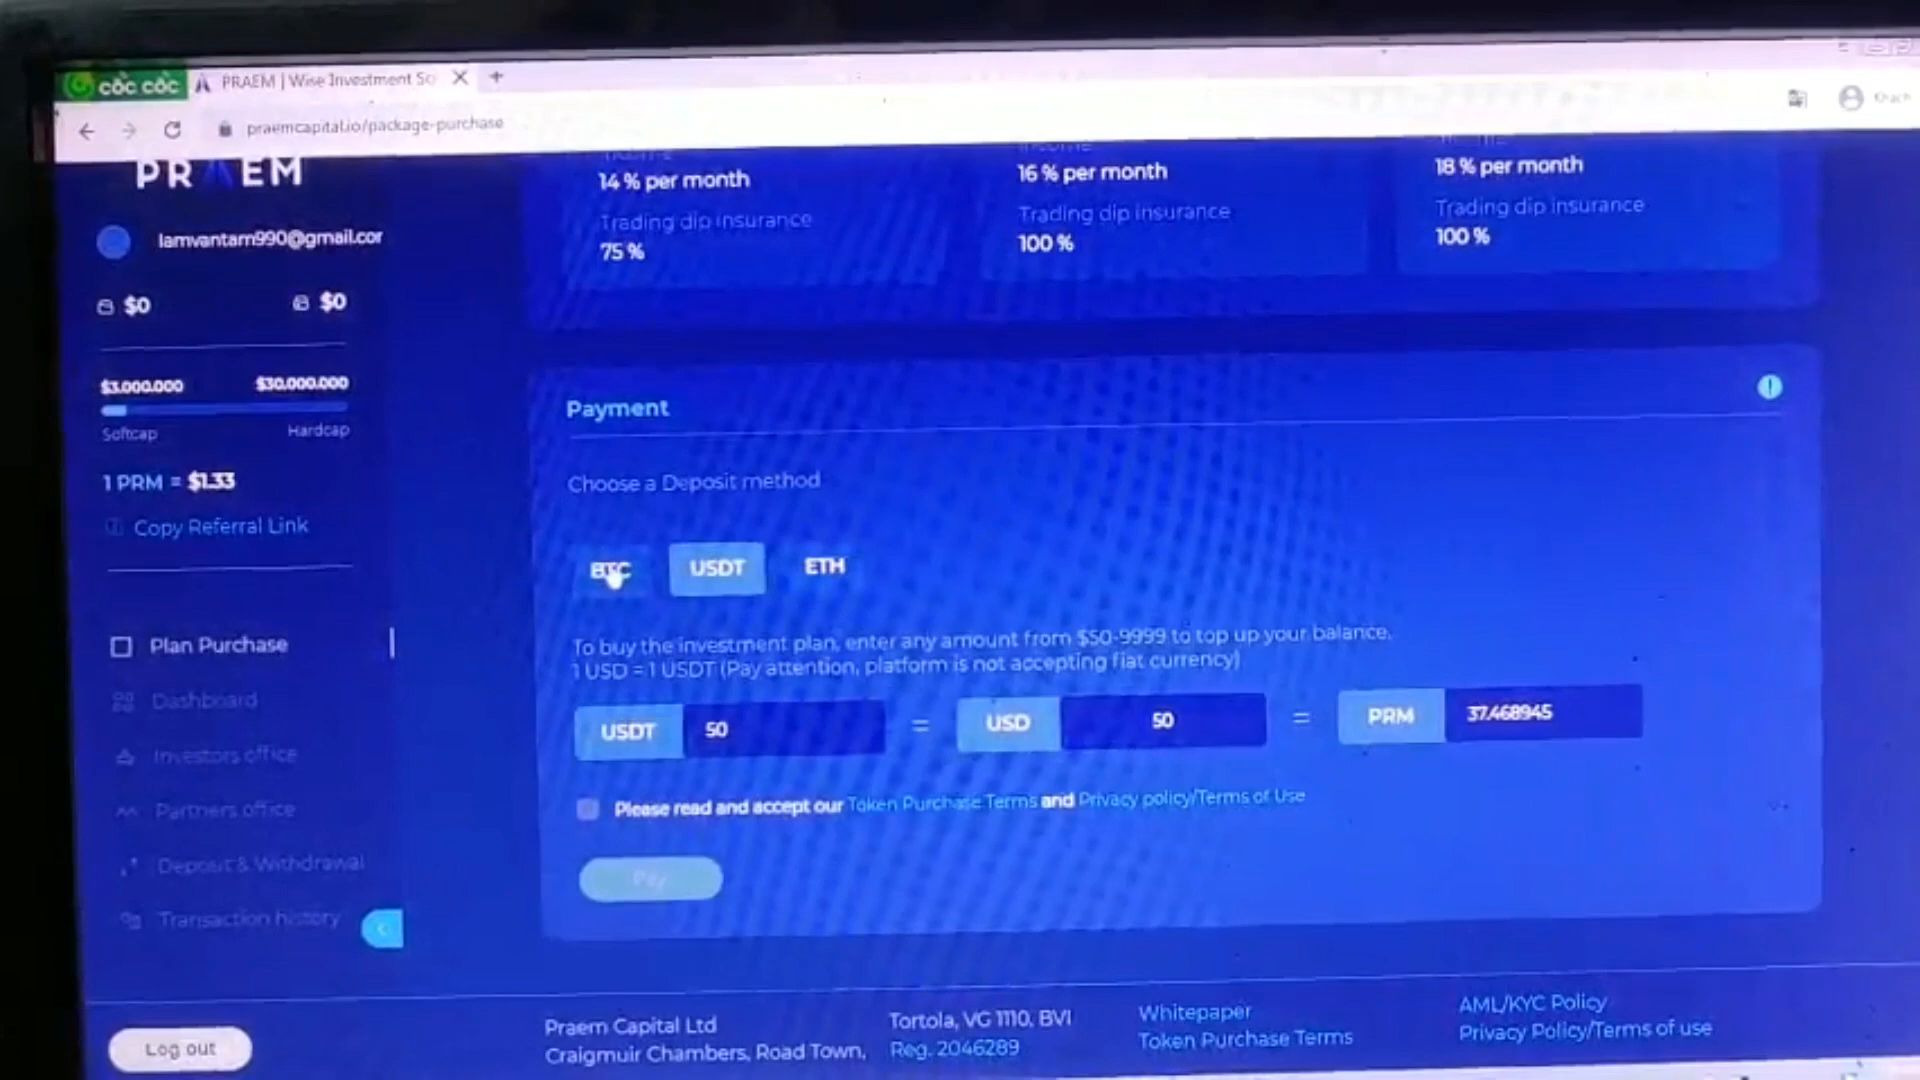 cốc cốc
PRAEM | Wise Investment So
praemcapital.io/package-purchase
PRAEM
lamvantam990@gmail.com
$0
$0
$3.000.000
$30.000.000
Softcap
Hardcap
1 PRM = $1.33
Copy Referral Link
Plan Purchase
Dashboard
Investors office
Partners office
Deposit & Withdrawal
Transaction history
Log out
14 % per month
Trading dip insurance
75 %
16 % per month
Trading dip insurance
100 %
18 % per month
Trading dip insurance
100 %
Payment
Choose a Deposit method
BTC
USDT
ETH
To buy the investment plan, enter any amount from $50-9999 to top up your balance.
1 USD = 1 USDT (Pay attention, platform is not accepting fiat currency)
USDT
50
=
USD
50
=
PRM
37.468945
Please read and accept our Token Purchase Terms and Privacy policy/Terms of Use
Pay
Praem Capital Ltd
Craigmuir Chambers, Road Town,
Tortola, VG 1110, BVI
Reg. 2046289
Whitepaper
Token Purchase Terms
AML/KYC Policy
Privacy Policy/Terms of use